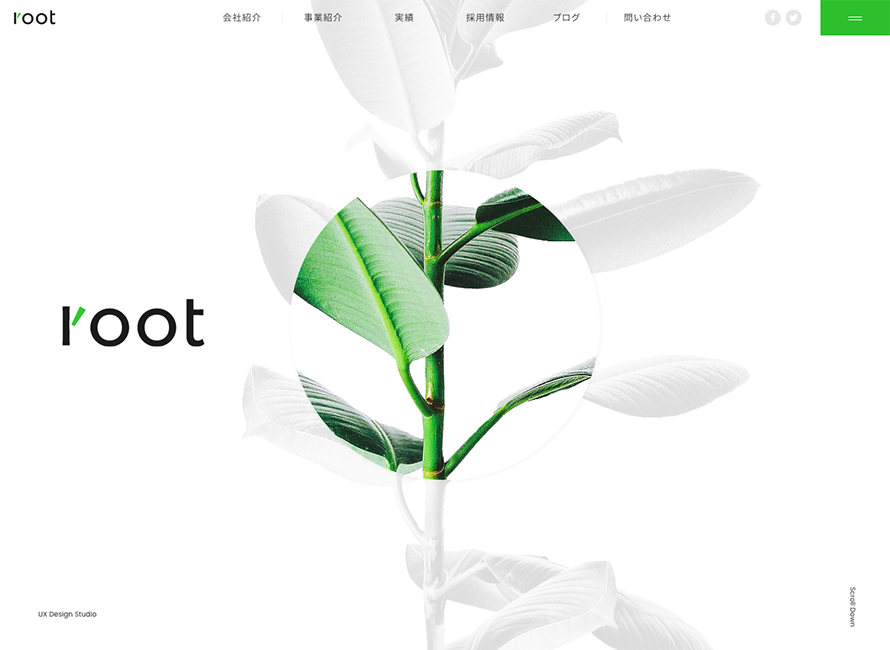 root
会社紹介
事業紹介
実績
採用情報
ブログ
問い合わせ
root
UX Design Studio
Scroll Down